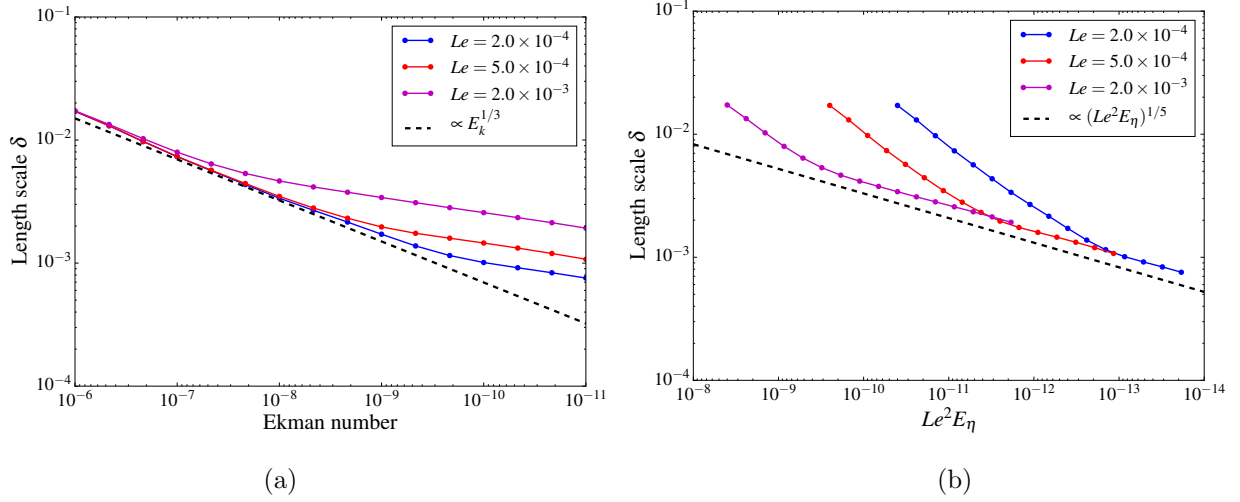 10^{-1}
10^{-2}
10^{-3}
10^{-4}
Length scale δ
Le = 2.0 × 10^{-4}
Le = 5.0 × 10^{-4}
Le = 2.0 × 10^{-3}
∝ E_k^{1/3}
10^{-6} 10^{-7} 10^{-8} 10^{-9} 10^{-10} 10^{-11}
Ekman number
(a)
10^{-1}
10^{-2}
10^{-3}
10^{-4}
Length scale δ
Le = 2.0 × 10^{-4}
Le = 5.0 × 10^{-4}
Le = 2.0 × 10^{-3}
∝ (Le^2E_η)^{1/5}
10^{-8} 10^{-9} 10^{-10} 10^{-11} 10^{-12} 10^{-13} 10^{-14}
Le^2E_η
(b)